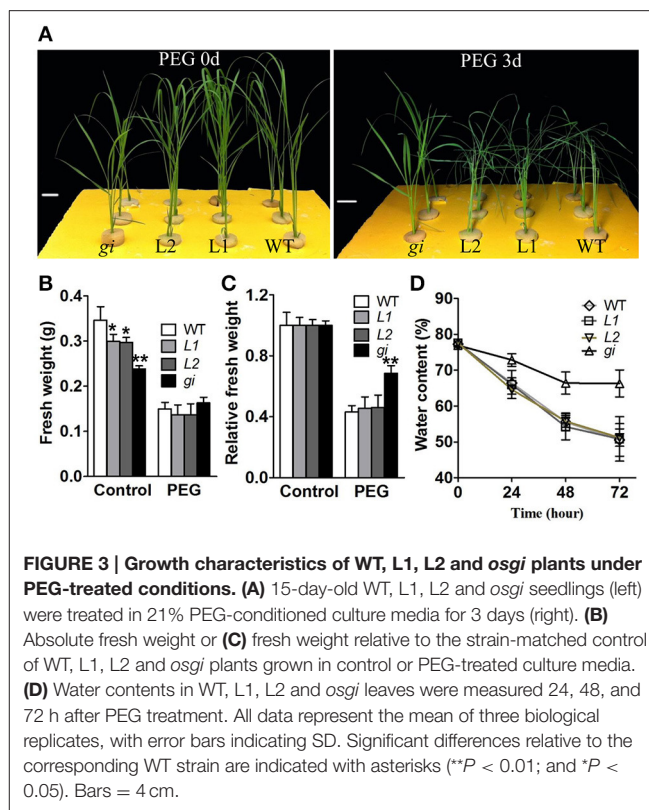 A
PEG 0d
PEG 3d
gi L2 L1 WT
gi L2 L1 WT
B
Fresh weight (g)
0.4
0.3
0.2
0.1
0.0
* * **
WT
L1
L2
gi
Control PEG
C
Relative fresh weight
1.2
0.8
0.4
0.0
**
WT
L1
L2
gi
Control PEG
D
Water content (%)
90
80
70
60
50
40
WT
L1
L2
gi
0 24 48 72
Time (hour)
FIGURE 3 | Growth characteristics of WT, L1, L2 and osgi plants under
PEG-treated conditions. (A) 15-day-old WT, L1, L2 and osgi seedlings (left)
were treated in 21% PEG-conditioned culture media for 3 days (right). (B)
Absolute fresh weight or (C) fresh weight relative to the strain-matched control
of WT, L1, L2 and osgi plants grown in control or PEG-treated culture media.
(D) Water contents in WT, L1, L2 and osgi leaves were measured 24, 48, and
72 h after PEG treatment. All data represent the mean of three biological
replicates, with error bars indicating SD. Significant differences relative to the
corresponding WT strain are indicated with asterisks (**P < 0.01; and *P <
0.05). Bars = 4 cm.